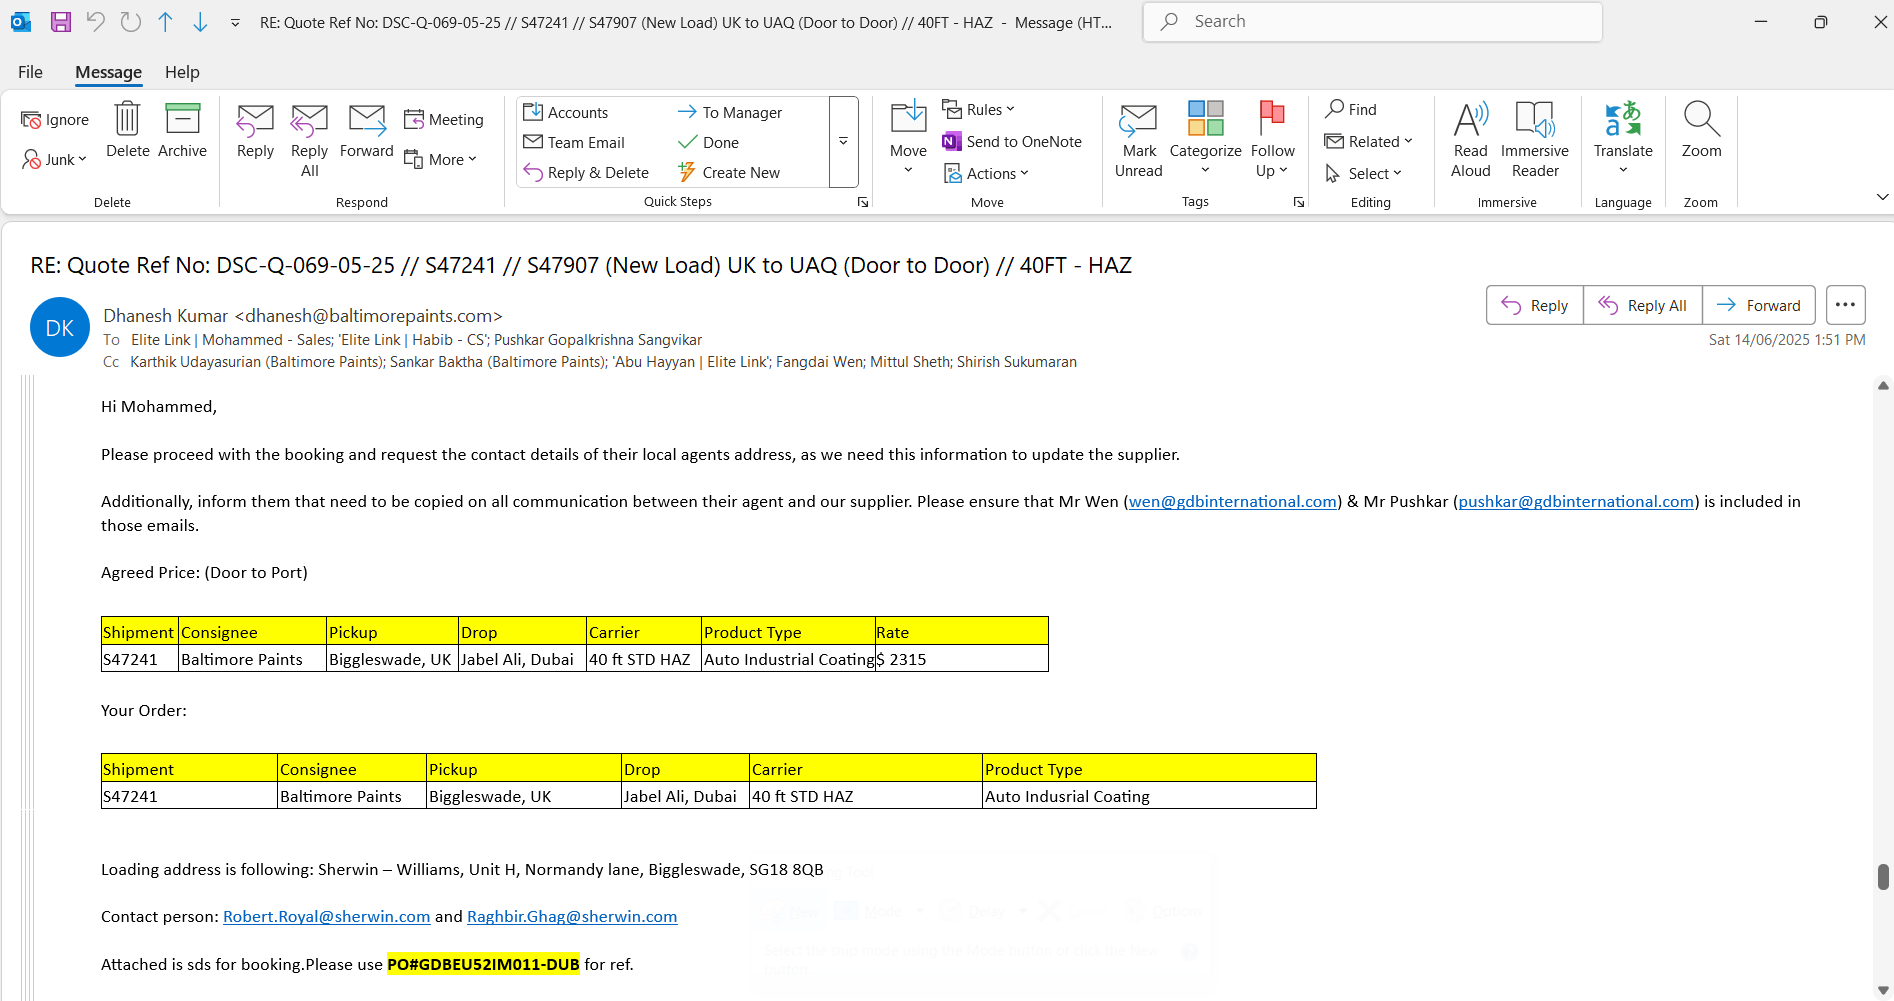 RE: Quote Ref No: DSC-Q-069-05-25 // S47241 // S47907 (New Load) UK to UAQ (Door to Door) // 40FT - HAZ - Message (HT...
Search
File
Message
Help
Ignore
Junk
Delete
Archive
Delete
Reply
Reply All
Forward
Meeting
More
Respond
Accounts
To Manager
Team Email
Done
Reply & Delete
Create New
Quick Steps
Move
Rules
Send to OneNote
Actions
Move
Mark Unread
Categorize
Follow Up
Tags
Find
Related
Select
Editing
Read Aloud
Immersive Reader
Immersive
Translate
Language
Zoom
Zoom
RE: Quote Ref No: DSC-Q-069-05-25 // S47241 // S47907 (New Load) UK to UAQ (Door to Door) // 40FT - HAZ
DK
Dhanesh Kumar <dhanesh@baltimorepaints.com>
To Elite Link | Mohammed - Sales; 'Elite Link | Habib - CS'; Pushkar Gopalkrishna Sangvikar
Cc Karthik Udayasurian (Baltimore Paints); Sankar Baktha (Baltimore Paints); 'Abu Hayyan | Elite Link'; Fangdai Wen; Mittul Sheth; Shirish Sukumaran
Reply
Reply All
Forward
Sat 14/06/2025 1:51 PM
Hi Mohammed,
Please proceed with the booking and request the contact details of their local agents address, as we need this information to update the supplier.
Additionally, inform them that need to be copied on all communication between their agent and our supplier. Please ensure that Mr Wen (wen@gdbinternational.com) & Mr Pushkar (pushkar@gdbinternational.com) is included in
those emails.
Agreed Price: (Door to Port)
Shipment Consignee Pickup Drop Carrier Product Type Rate
S47241 Baltimore Paints Biggleswade, UK Jabel Ali, Dubai 40 ft STD HAZ Auto Industrial Coating $ 2315
Your Order:
Shipment Consignee Pickup Drop Carrier Product Type
S47241 Baltimore Paints Biggleswade, UK Jabel Ali, Dubai 40 ft STD HAZ Auto Indusrial Coating
Loading address is following: Sherwin – Williams, Unit H, Normandy lane, Biggleswade, SG18 8QB
Contact person: Robert.Royal@sherwin.com and Raghbir.Ghag@sherwin.com
Attached is sds for booking.Please use PO#GDBEU52IM011-DUB for ref.